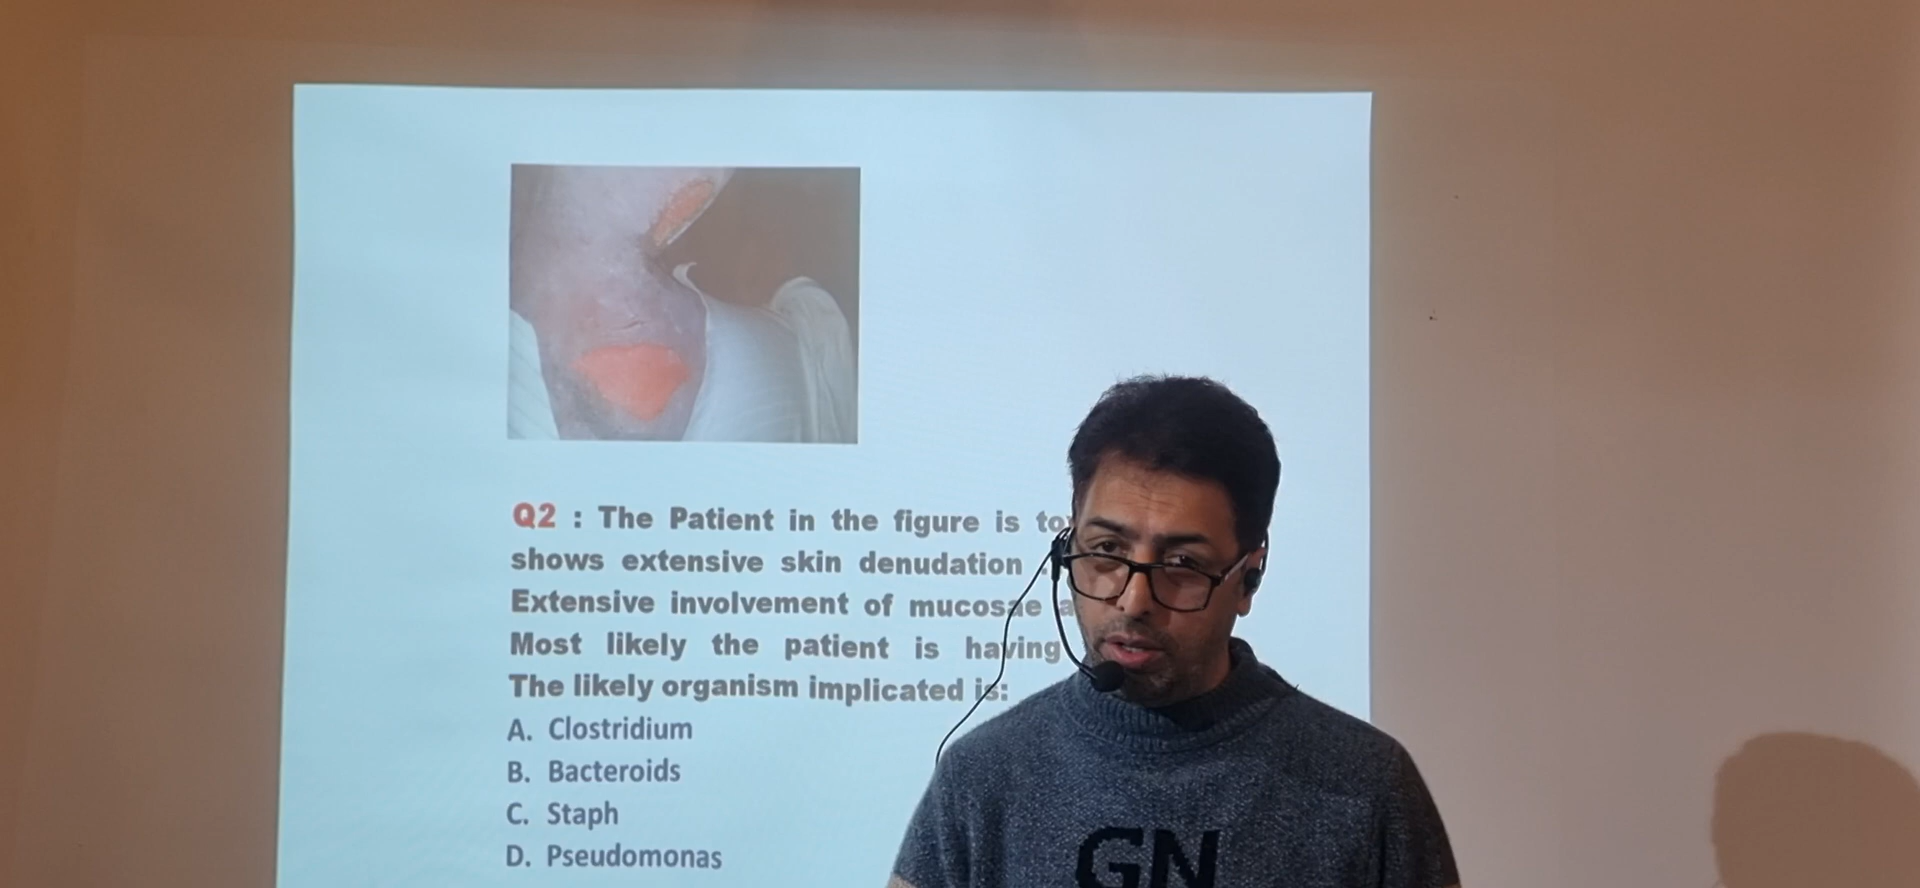 Q2 : The Patient in the figure is
shows extensive skin denudation
Extensive involvement of mucosae
Most likely the patient is having
The likely organism implicated is:
A. Clostridium
B. Bacteroids
C. Staph
D. Pseudomonas
GN